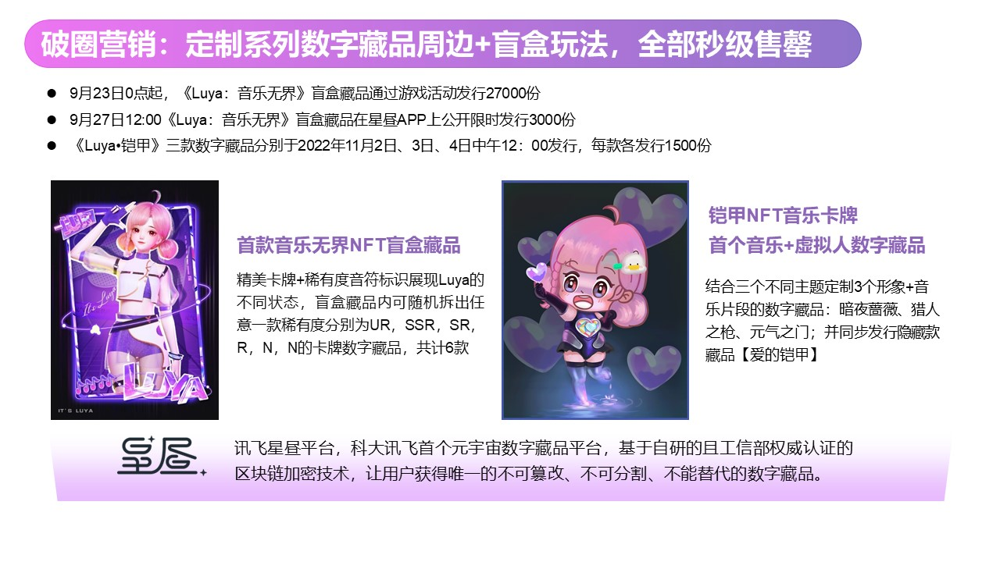 破圈营销：定制系列数字藏品周边+盲盒玩法，全部秒级售罄
● 9月23日0点起，《Luya：音乐无界》盲盒藏品通过游戏活动发行27000份
● 9月27日12:00《Luya：音乐无界》盲盒藏品在星昼APP上公开限时发行3000份
● 《Luya•铠甲》三款数字藏品分别于2022年11月2日、3日、4日中午12：00发行，每款各发行1500份
LUYA
It's Luya
LUYA
IT'S LUYA
首款音乐无界NFT盲盒藏品
精美卡牌+稀有度音符标识展现Luya的
不同状态，盲盒藏品内可随机拆出任
意一款稀有度分别为UR，SSR，SR，
R，N，N的卡牌数字藏品，共计6款
铠甲NFT音乐卡牌
首个音乐+虚拟人数字藏品
结合三个不同主题定制3个形象+音
乐片段的数字藏品：暗夜蔷薇、猎人
之枪、元气之门；并同步发行隐藏款
藏品【爱的铠甲】
星昼
讯飞星昼平台，科大讯飞首个元宇宙数字藏品平台，基于自研的且工信部权威认证的
区块链加密技术，让用户获得唯一的不可篡改、不可分割、不能替代的数字藏品。